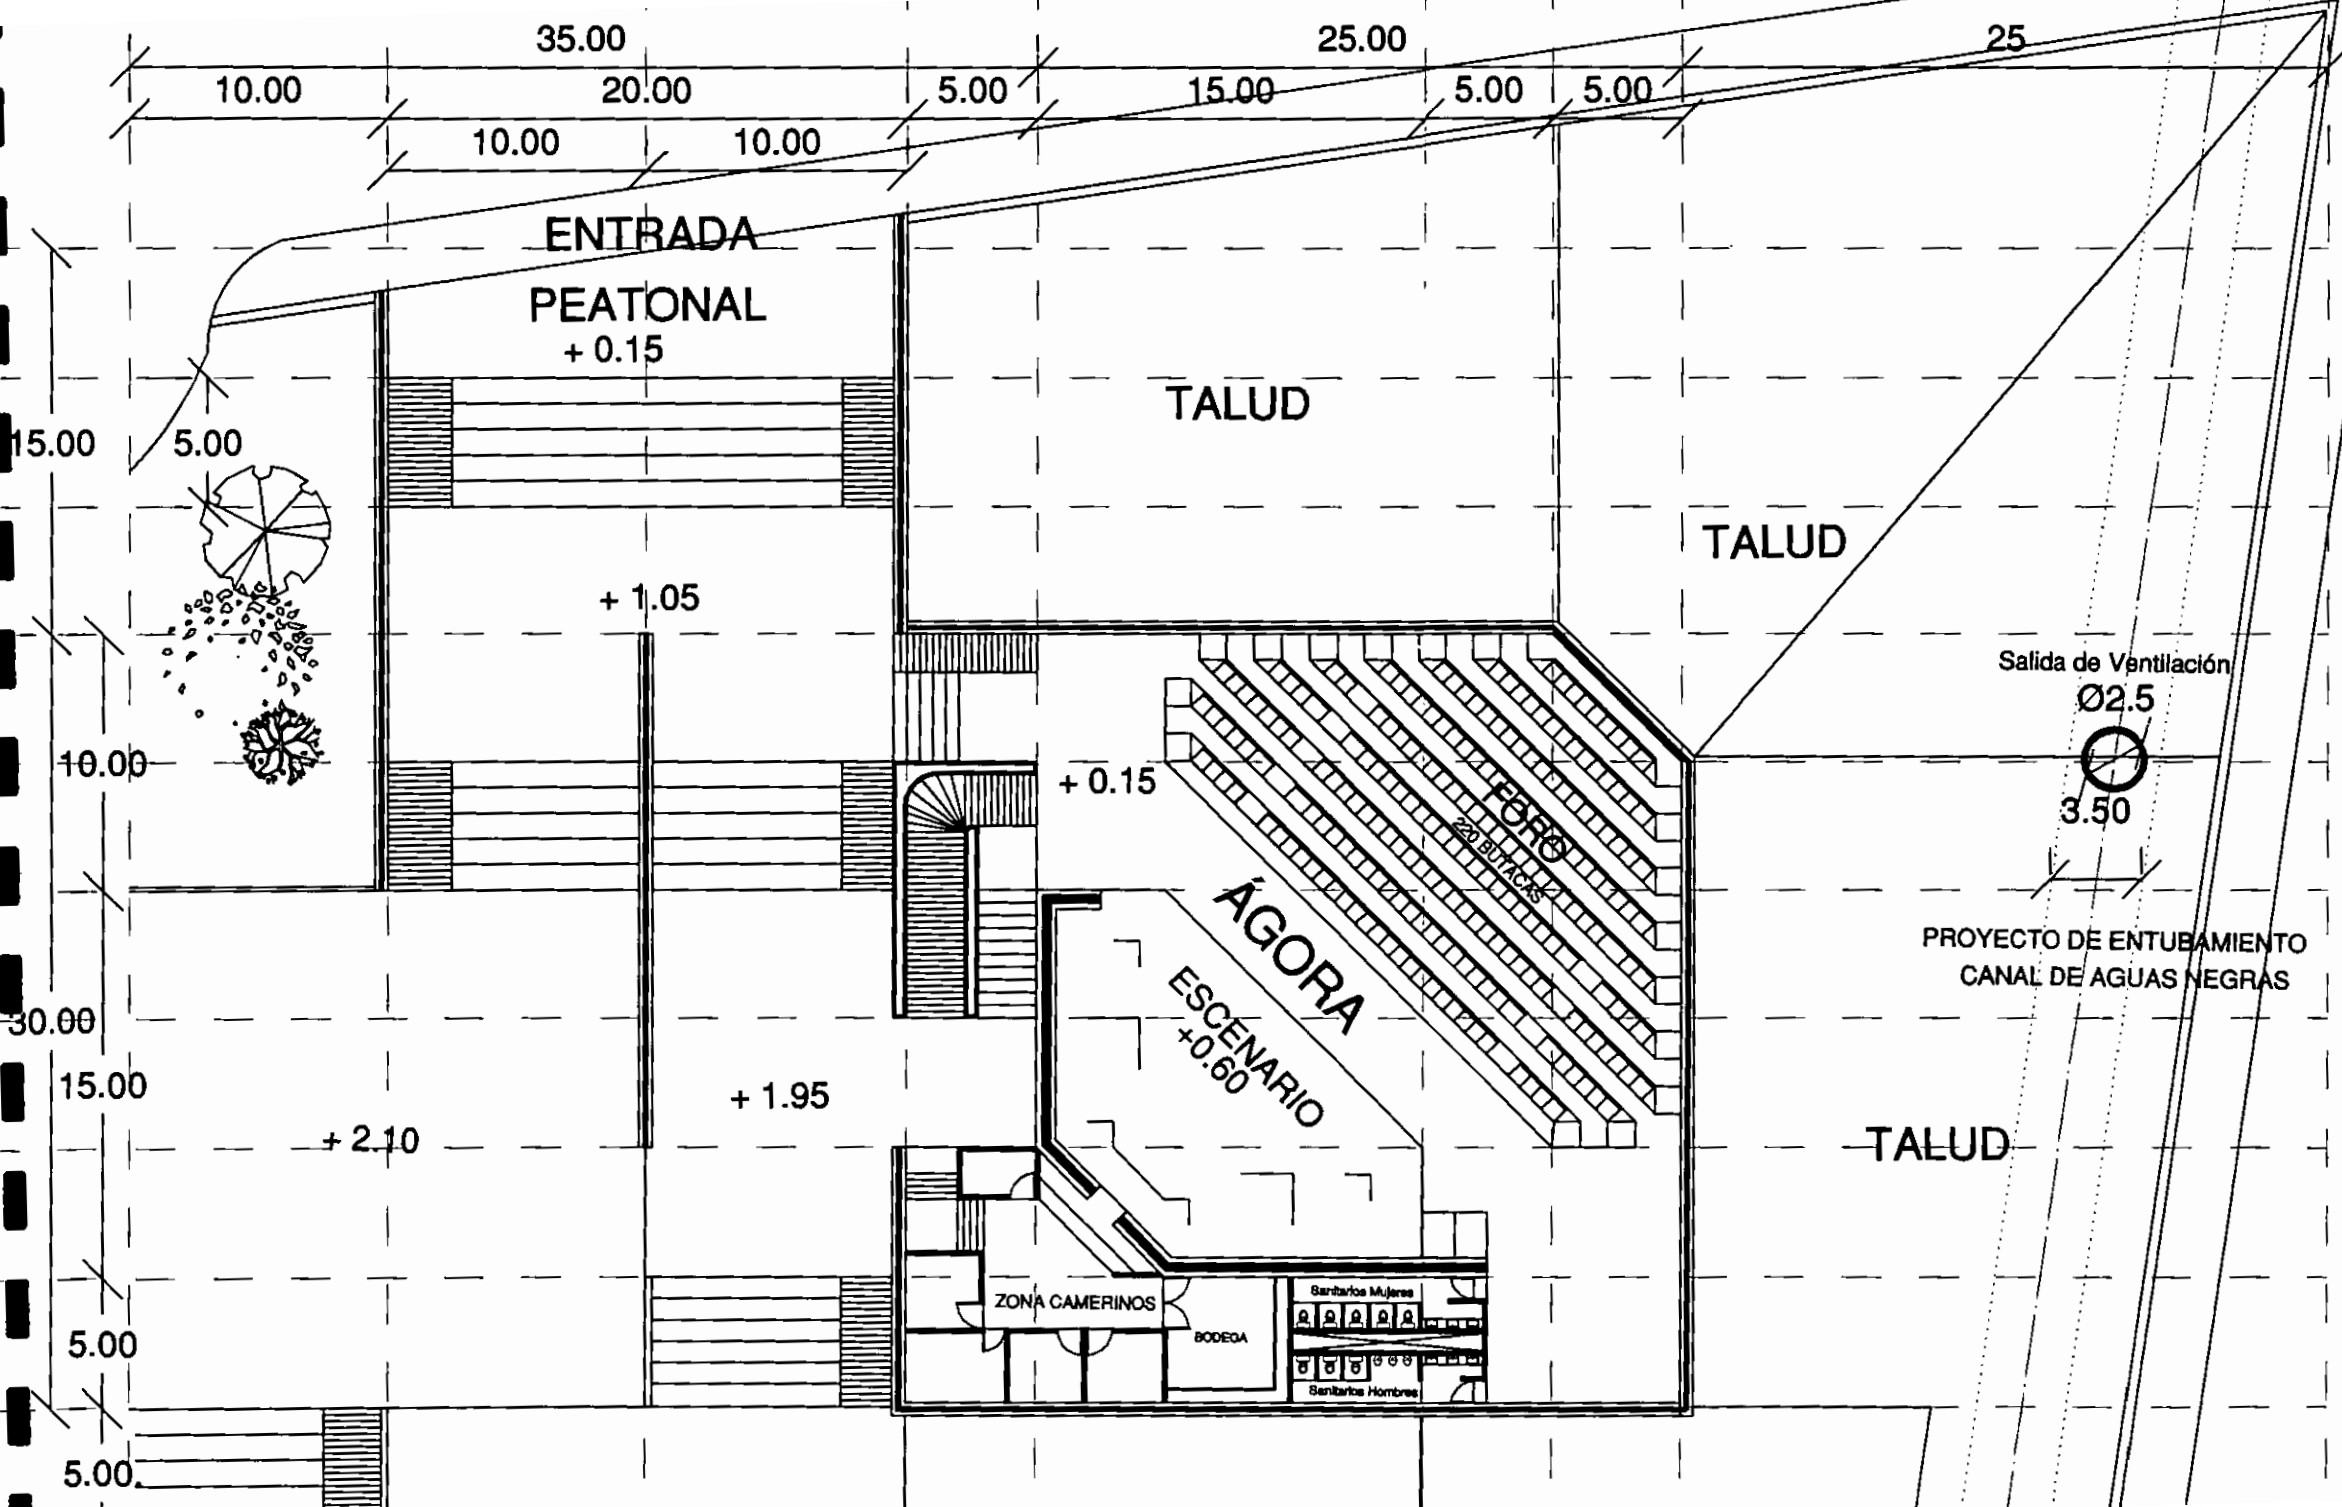 35.00 25.00 25
10.00 20.00 5.00 15.00 5.00 5.00
10.00 10.00
ENTRADA
PEATONAL
+ 0.15
TALUD
15.00
5.00
TALUD
+ 1.05
Salida de Ventilación
Ø2.5
10.00
+ 0.15
3.50
FORO
220 BUTACAS
ÁGORA
PROYECTO DE ENTUBAMIENTO
CANAL DE AGUAS NEGRAS
ESCENARIO
+0.60
30.00
15.00
+ 1.95
+ 2.10
TALUD
Sanitarios Mujeres
ZONA CAMERINOS
BODEGA
5.00
Sanitarios Hombres
5.00